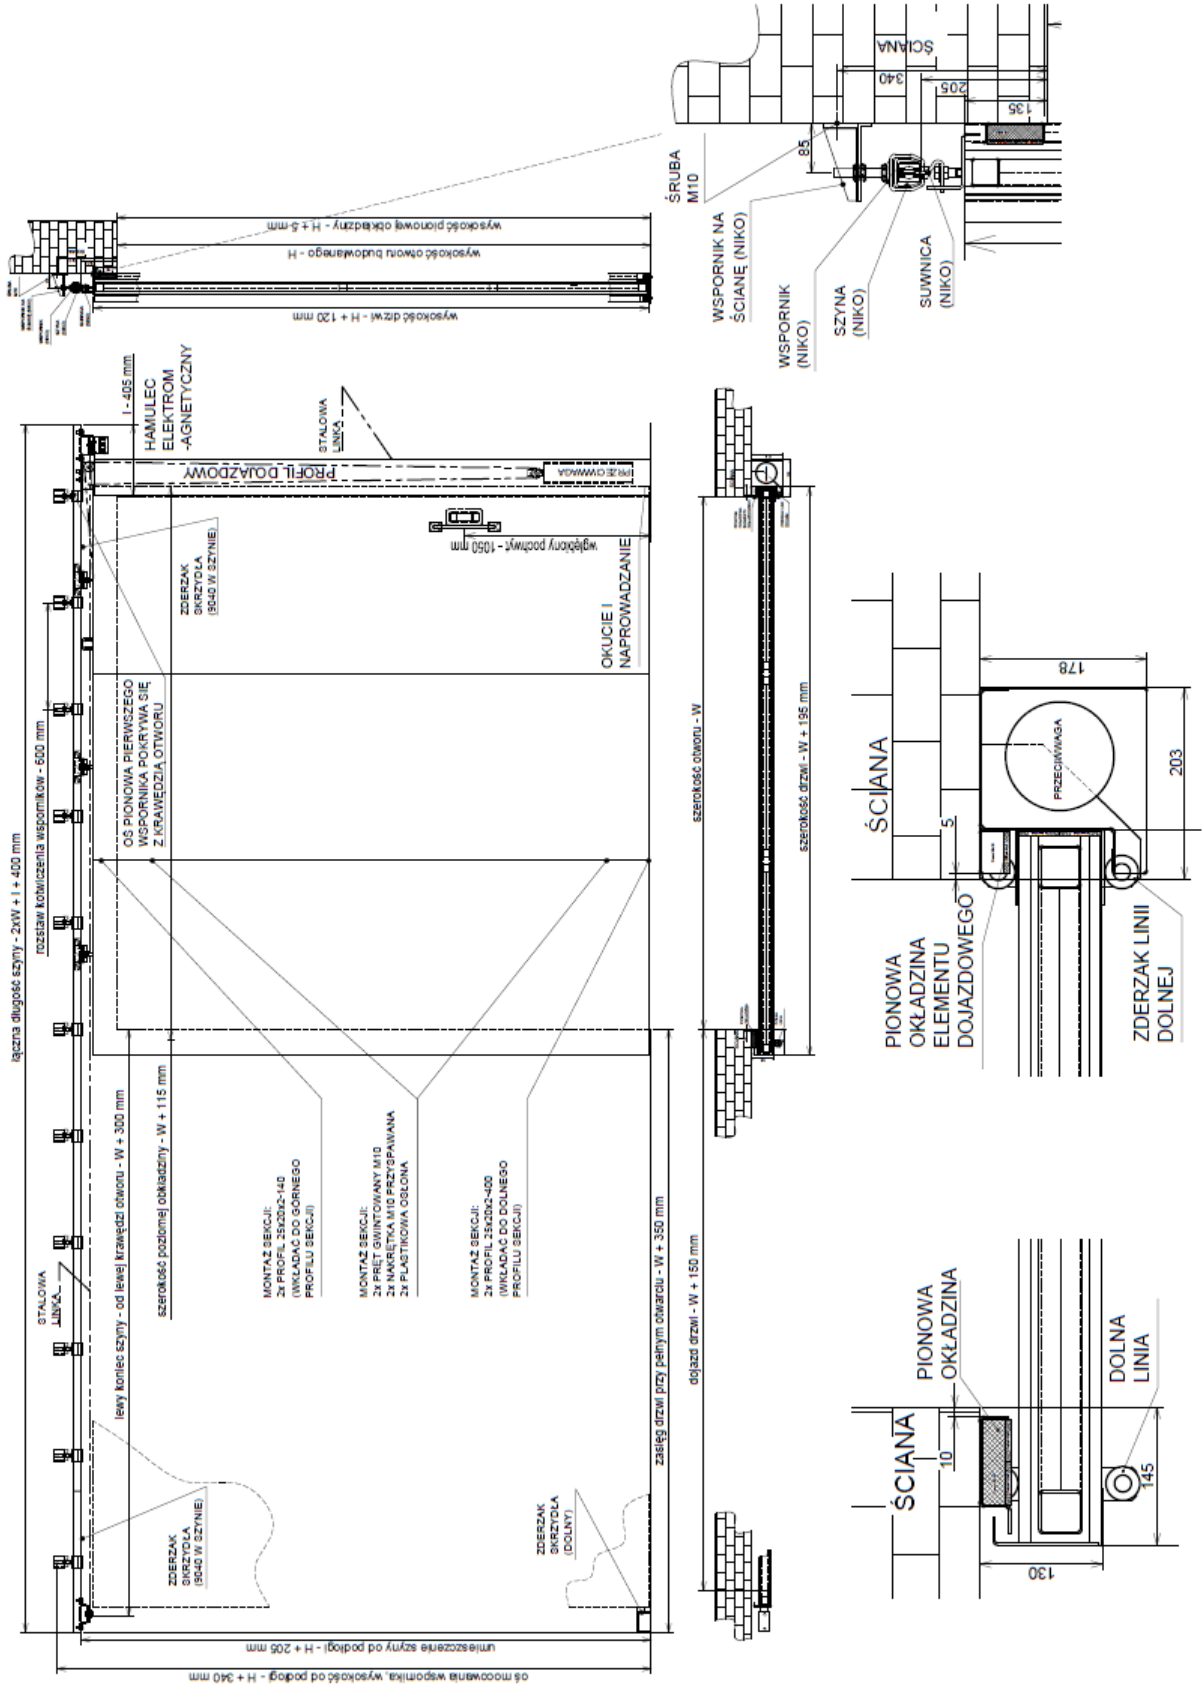 łączna długość szyny - 2xW + I + 400 mm
rozstaw kotwiczenia wsporników - 600 mm
STALOWA
LINKA
lewy koniec szyny - od lewej krawędzi otworu - W + 300 mm
szerokość poziomej obkładziny - W + 115 mm
OŚ PIONOWA PIERWSZEGO
WSPORNIKA POKRYWA SIĘ
Z KRAWĘDZIĄ OTWORU
ZDERZAK
SKRZYDŁA
(9040 W SZYNIE)
I - 405 mm
HAMULEC
ELEKTROM
-AGNETYCZNY
STALOWA
LINKA
PROFIL DOJAZDOWY
PRZECIWWAGA
wgłębiony pochwyt - 1050 mm
OKUCIE I
NAPROWADZANIE
MONTAŻ SEKCJI:
2x PROFIL 25x20x2-140
(WKŁADAĆ DO GÓRNEGO
PROFILU SEKCJI)
MONTAŻ SEKCJI:
2x PRĘT GWINTOWANY M10
2x NAKRĘTKA M10 PRZYSPAWANA
2x PLASTIKOWA OSŁONA
MONTAŻ SEKCJI:
2x PROFIL 25x20x2-400
(WKŁADAĆ DO DOLNEGO
PROFILU SEKCJI)
ZDERZAK
SKRZYDŁA
(9040 W SZYNIE)
ZDERZAK
SKRZYDŁA
(DOLNY)
oś mocowania wspornika, wysokość od podłogi - H + 340 mm
umieszczenie szyny od podłogi - H + 205 mm
zasięg drzwi przy pełnym otwarciu - W + 350 mm
dojazd drzwi - W + 150 mm
szerokość otworu - W
szerokość drzwi - W + 195 mm
wysokość drzwi - H + 120 mm
wysokość otworu budowlanego - H
wysokość pionowej obkładziny - H + 5 mm
ŚRUBA
M10
WSPORNIK NA
ŚCIANĘ (NIKO)
WSPORNIK
(NIKO)
SZYNA
(NIKO)
SUWNICA
(NIKO)
85
ŚCIANA
340
205
135
ŚCIANA
10
PIONOWA
OKŁADZINA
DOLNA
LINIA
130
145
ŚCIANA
5
PIONOWA
OKŁADZINA
ELEMENTU
DOJAZDOWEGO
ZDERZAK LINII
DOLNEJ
PRZECIWWAGA
178
203